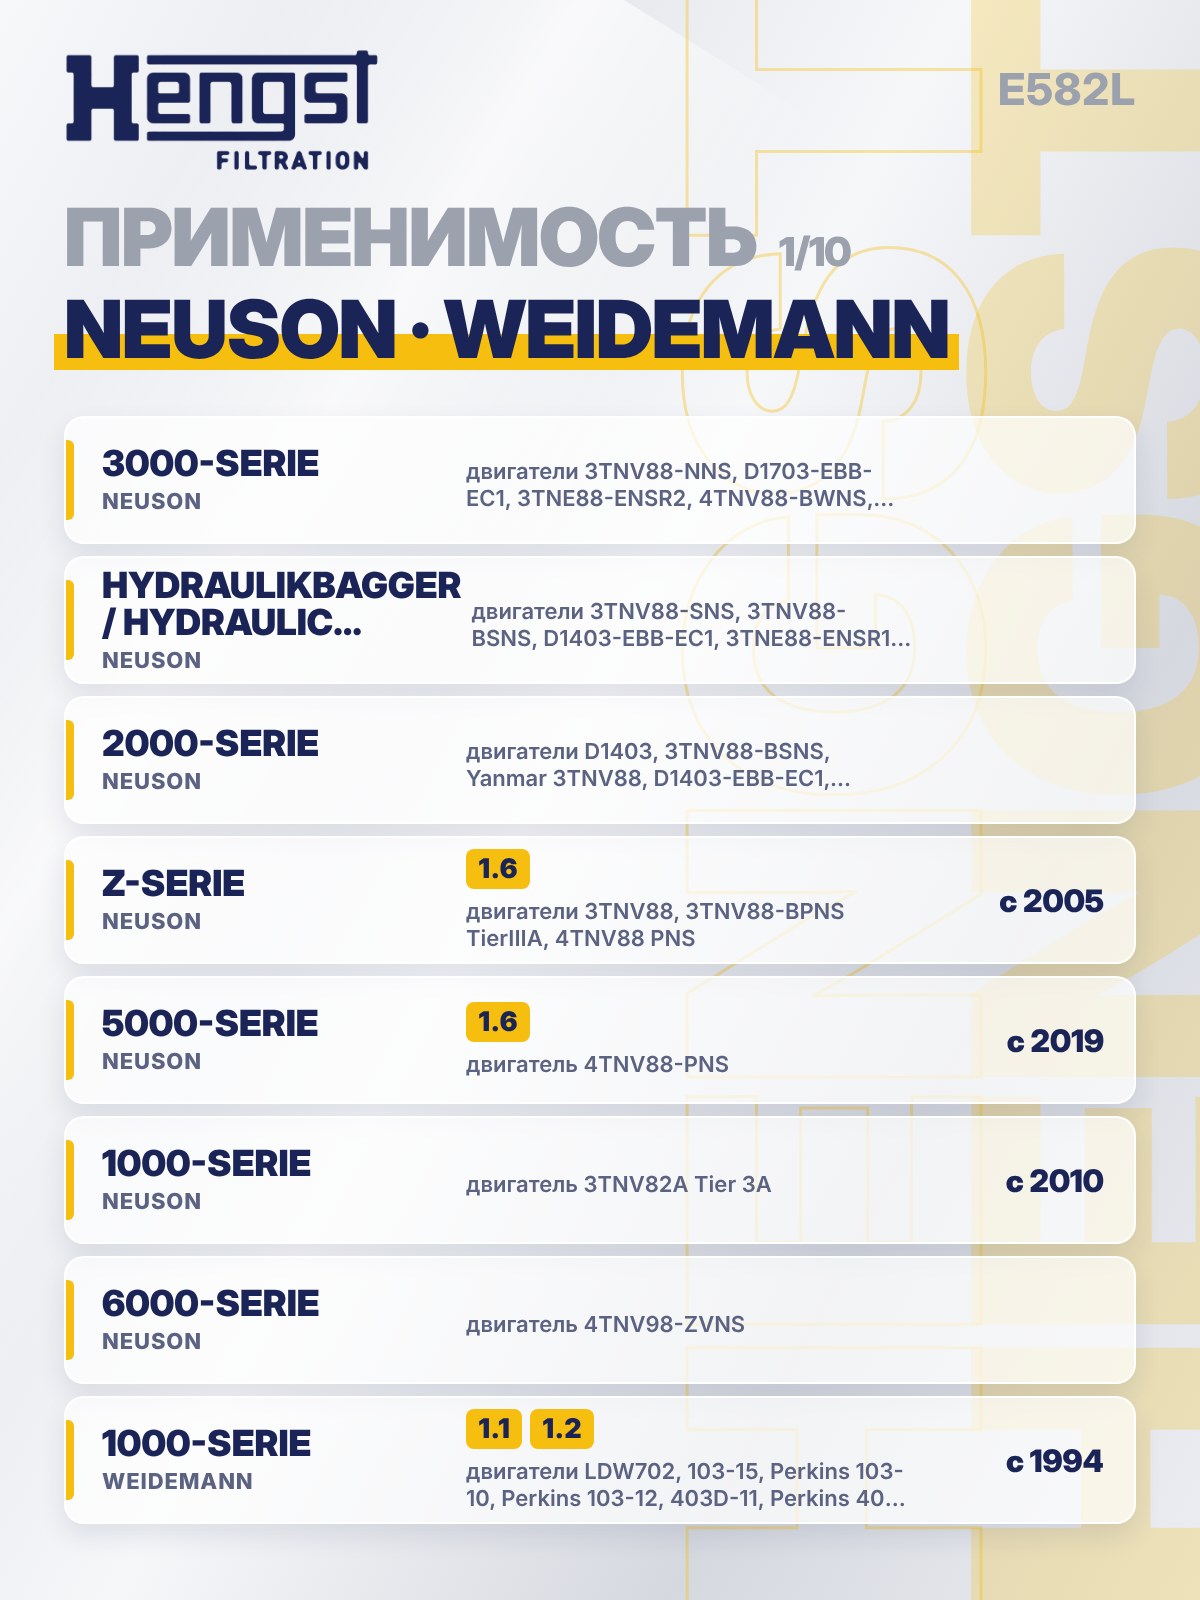 Hengst
FILTRATION
E582L
ПРИМЕНИМОСТЬ 1/10
NEUSON · WEIDEMANN
3000-SERIE
NEUSON
двигатели 3TNV88-NNS, D1703-EBB-
EC1, 3TNE88-ENSR2, 4TNV88-BWNS,...
HYDRAULIKBAGGER
/ HYDRAULIC...
NEUSON
двигатели 3TNV88-SNS, 3TNV88-
BSNS, D1403-EBB-EC1, 3TNE88-ENSR1...
2000-SERIE
NEUSON
двигатели D1403, 3TNV88-BSNS,
Yanmar 3TNV88, D1403-EBB-EC1,...
Z-SERIE
NEUSON
1.6
двигатели 3TNV88, 3TNV88-BPNS
TierIIIA, 4TNV88 PNS
с 2005
5000-SERIE
NEUSON
1.6
двигатель 4TNV88-PNS
с 2019
1000-SERIE
NEUSON
двигатель 3TNV82A Tier 3A
с 2010
6000-SERIE
NEUSON
двигатель 4TNV98-ZVNS
1000-SERIE
WEIDEMANN
1.1 1.2
двигатели LDW702, 103-15, Perkins 103-
10, Perkins 103-12, 403D-11, Perkins 40...
с 1994
HENGST